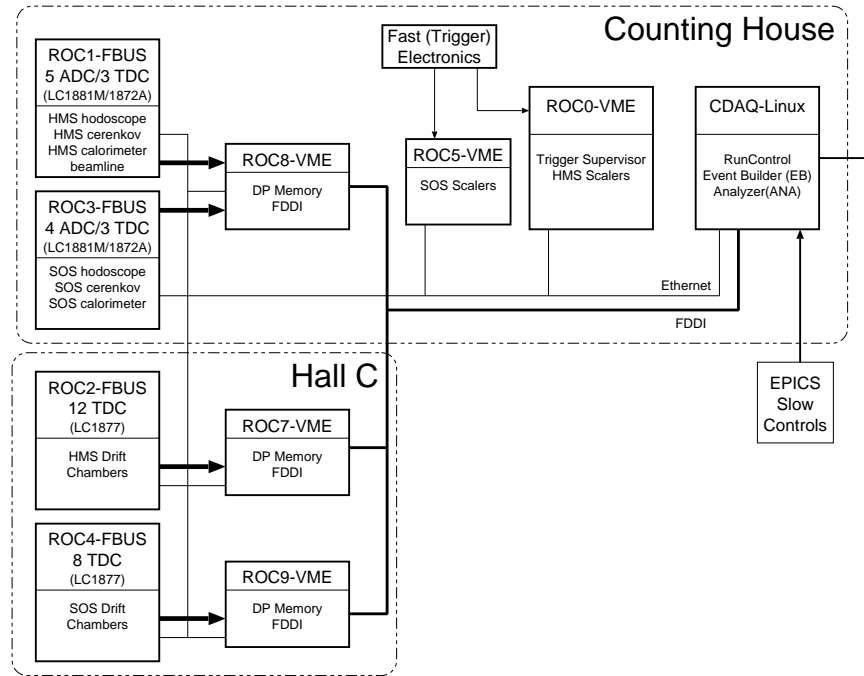 Counting House
ROC1-FBUS
5 ADC/3 TDC
(LC1881M/1872A)
HMS hodoscope
HMS cerenkov
HMS calorimeter
beamline
ROC3-FBUS
4 ADC/3 TDC
(LC1881M/1872A)
SOS hodoscope
SOS cerenkov
SOS calorimeter
ROC8-VME
DP Memory
FDDI
Fast (Trigger)
Electronics
ROC5-VME
SOS Scalers
ROC0-VME
Trigger Supervisor
HMS Scalers
CDAQ-Linux
RunControl
Event Builder (EB)
Analyzer(ANA)
Ethernet
FDDI
EPICS
Slow
Controls
Hall C
ROC2-FBUS
12 TDC
(LC1877)
HMS Drift
Chambers
ROC7-VME
DP Memory
FDDI
ROC4-FBUS
8 TDC
(LC1877)
SOS Drift
Chambers
ROC9-VME
DP Memory
FDDI